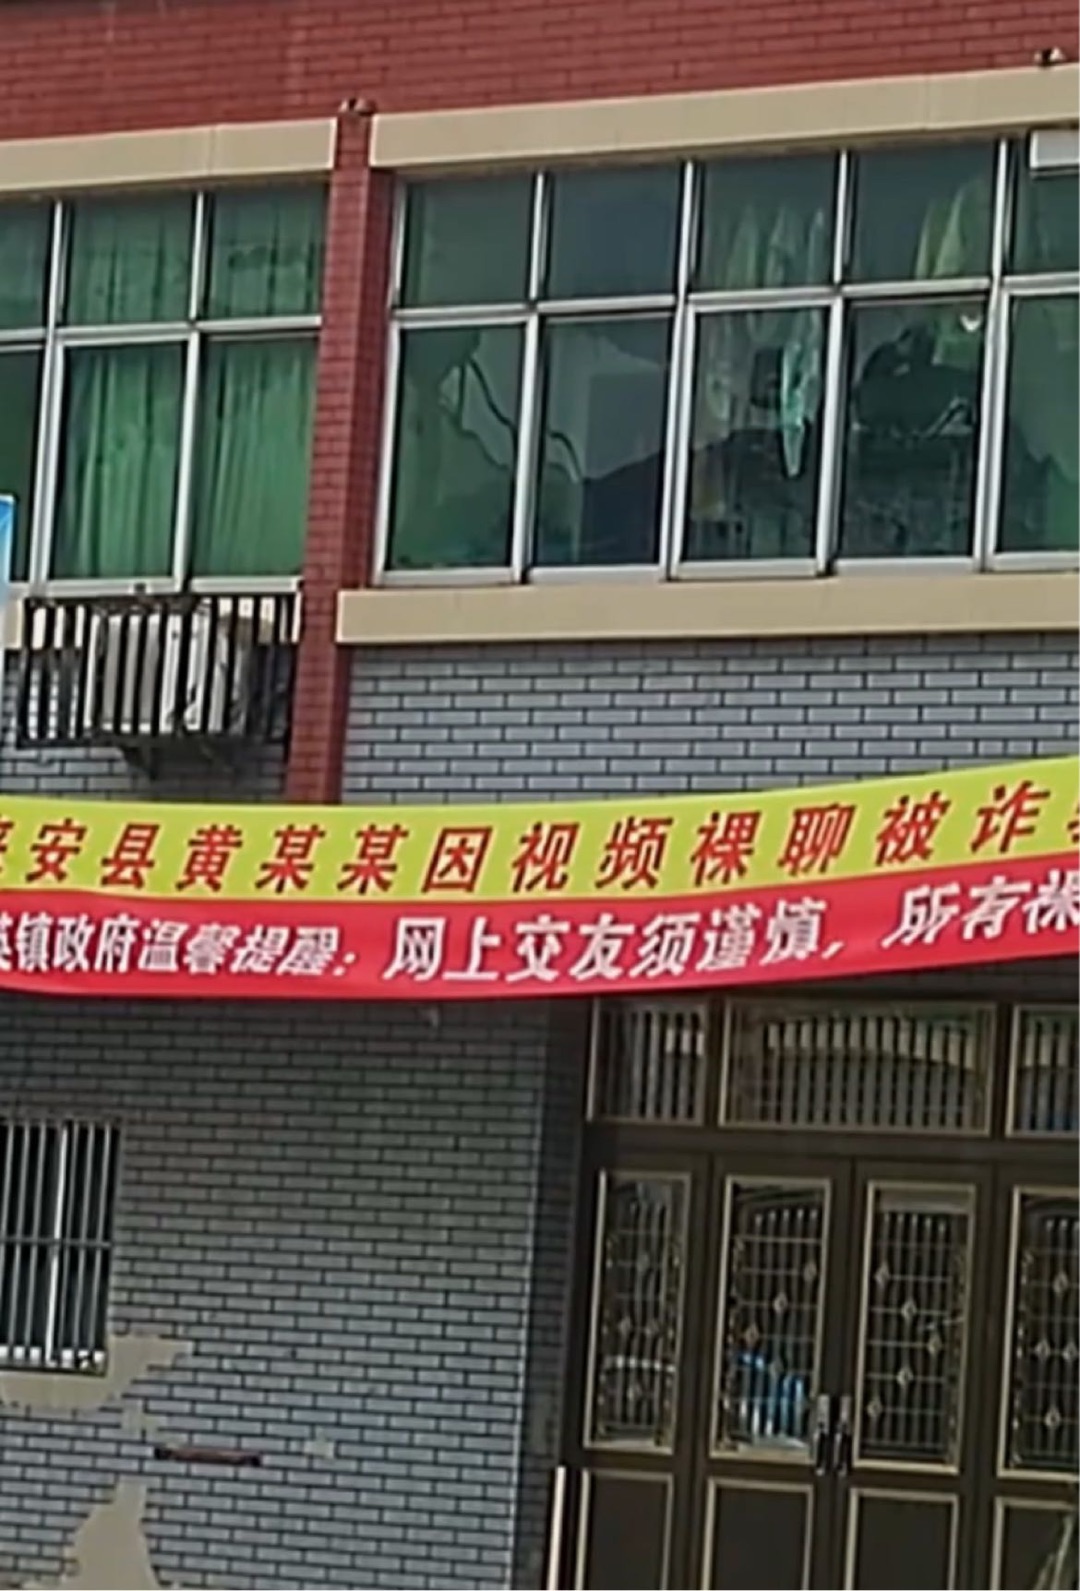 安县黄某某因视频裸聊被诈
镇政府温馨提醒：网上交友须谨慎，所有裸